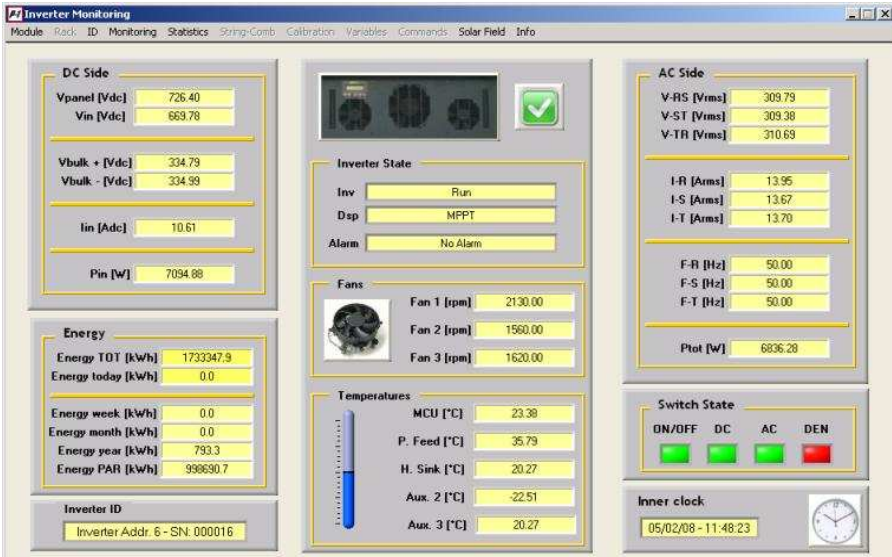 Inverter Monitoring
Module Rack ID Monitoring Statistics String-Comb Calibration Variables Commands Solar Field Info
DC Side
Vpanel [Vdc] 726.40
Vin [Vdc] 669.78
Vbulk + [Vdc] 334.79
Vbulk - [Vdc] 334.99
Iin [Adc] 10.61
Pin [W] 7094.88
Energy
Energy TOT [kWh] 1733347.9
Energy today [kWh] 0.0
Energy week [kWh] 0.0
Energy month [kWh] 0.0
Energy year [kWh] 793.3
Energy PAR [kWh] 998690.7
Inverter ID
Inverter Addr. 6 - SN: 000016
Inverter State
Inv Run
Dsp MPPT
Alarm No Alarm
Fans
Fan 1 [rpm] 2130.00
Fan 2 [rpm] 1560.00
Fan 3 [rpm] 1620.00
Temperatures
MCU [°C] 23.38
P. Feed [°C] 35.79
H. Sink [°C] 20.27
Aux. 2 [°C] -22.51
Aux. 3 [°C] 20.27
AC Side
V-RS [Vrms] 309.79
V-ST [Vrms] 309.38
V-TR [Vrms] 310.69
I-R [Arms] 13.95
I-S [Arms] 13.67
I-T [Arms] 13.70
F-R [Hz] 50.00
F-S [Hz] 50.00
F-T [Hz] 50.00
Ptot [W] 6836.28
Switch State
ON/OFF DC AC DEN
Inner clock
05/02/08 - 11:48:23